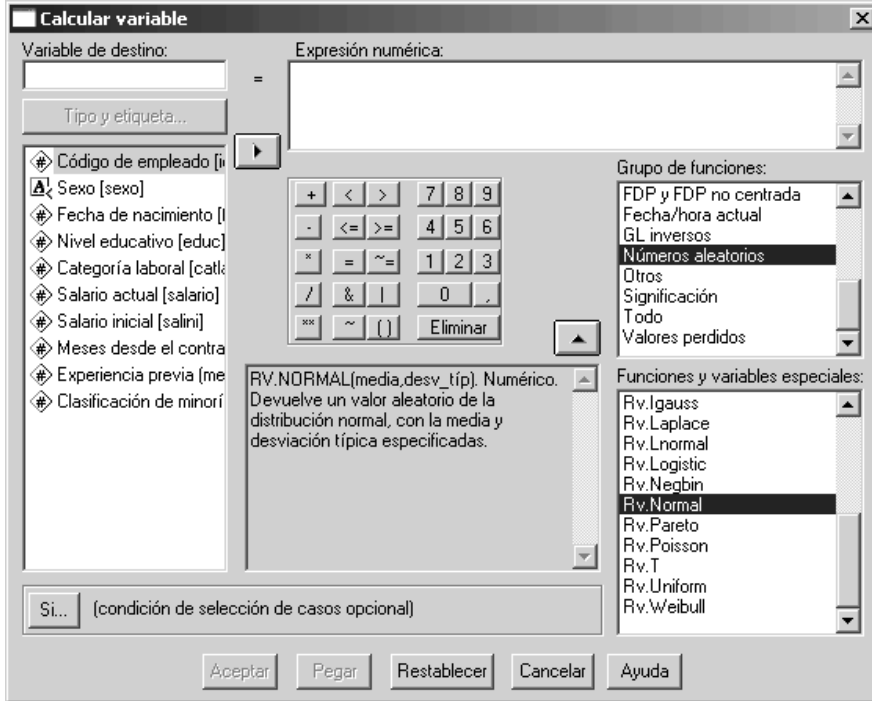 Calcular variable
Variable de destino:
Expresión numérica:
=
Tipo y etiqueta...
Código de empleado [i
Sexo [sexo]
Fecha de nacimiento [
Nivel educativo [educ]
Categoría laboral [catla
Salario actual [salario]
Salario inicial [salini]
Meses desde el contra
Experiencia previa (me
Clasificación de minorí
+ < > 7 8 9
- <= >= 4 5 6
* = ~= 1 2 3
/ & | 0 ,
** ~ () Eliminar
Grupo de funciones:
FDP y FDP no centrada
Fecha/hora actual
GL inversos
Números aleatorios
Otros
Significación
Todo
Valores perdidos
RV.NORMAL(media,desv_típ). Numérico.
Devuelve un valor aleatorio de la
distribución normal, con la media y
desviación típica especificadas.
Funciones y variables especiales:
Rv.Igauss
Rv.Laplace
Rv.Lnormal
Rv.Logistic
Rv.Negbin
Rv.Normal
Rv.Pareto
Rv.Poisson
Rv.T
Rv.Uniform
Rv.Weibull
Si... (condición de selección de casos opcional)
Aceptar Pegar Restablecer Cancelar Ayuda